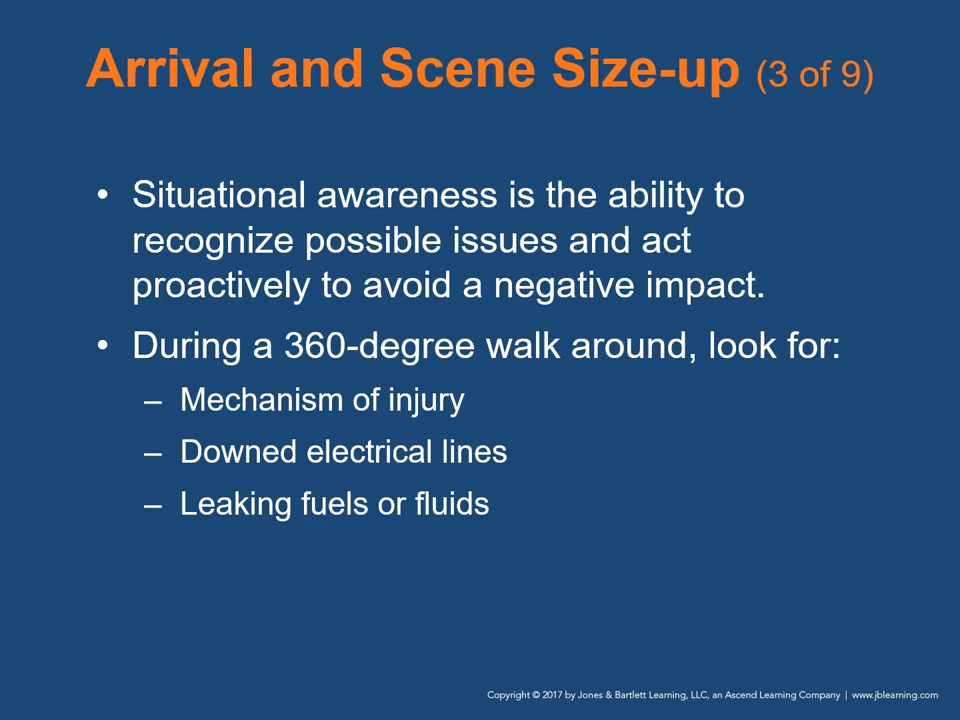 Arrival and Scene Size-up (3 of 9)
• Situational awareness is the ability to
recognize possible issues and act
proactively to avoid a negative impact.
• During a 360-degree walk around, look for:
– Mechanism of injury
– Downed electrical lines
– Leaking fuels or fluids
Copyright © 2017 by Jones & Bartlett Learning, LLC, an Ascend Learning Company | www.jblearning.com